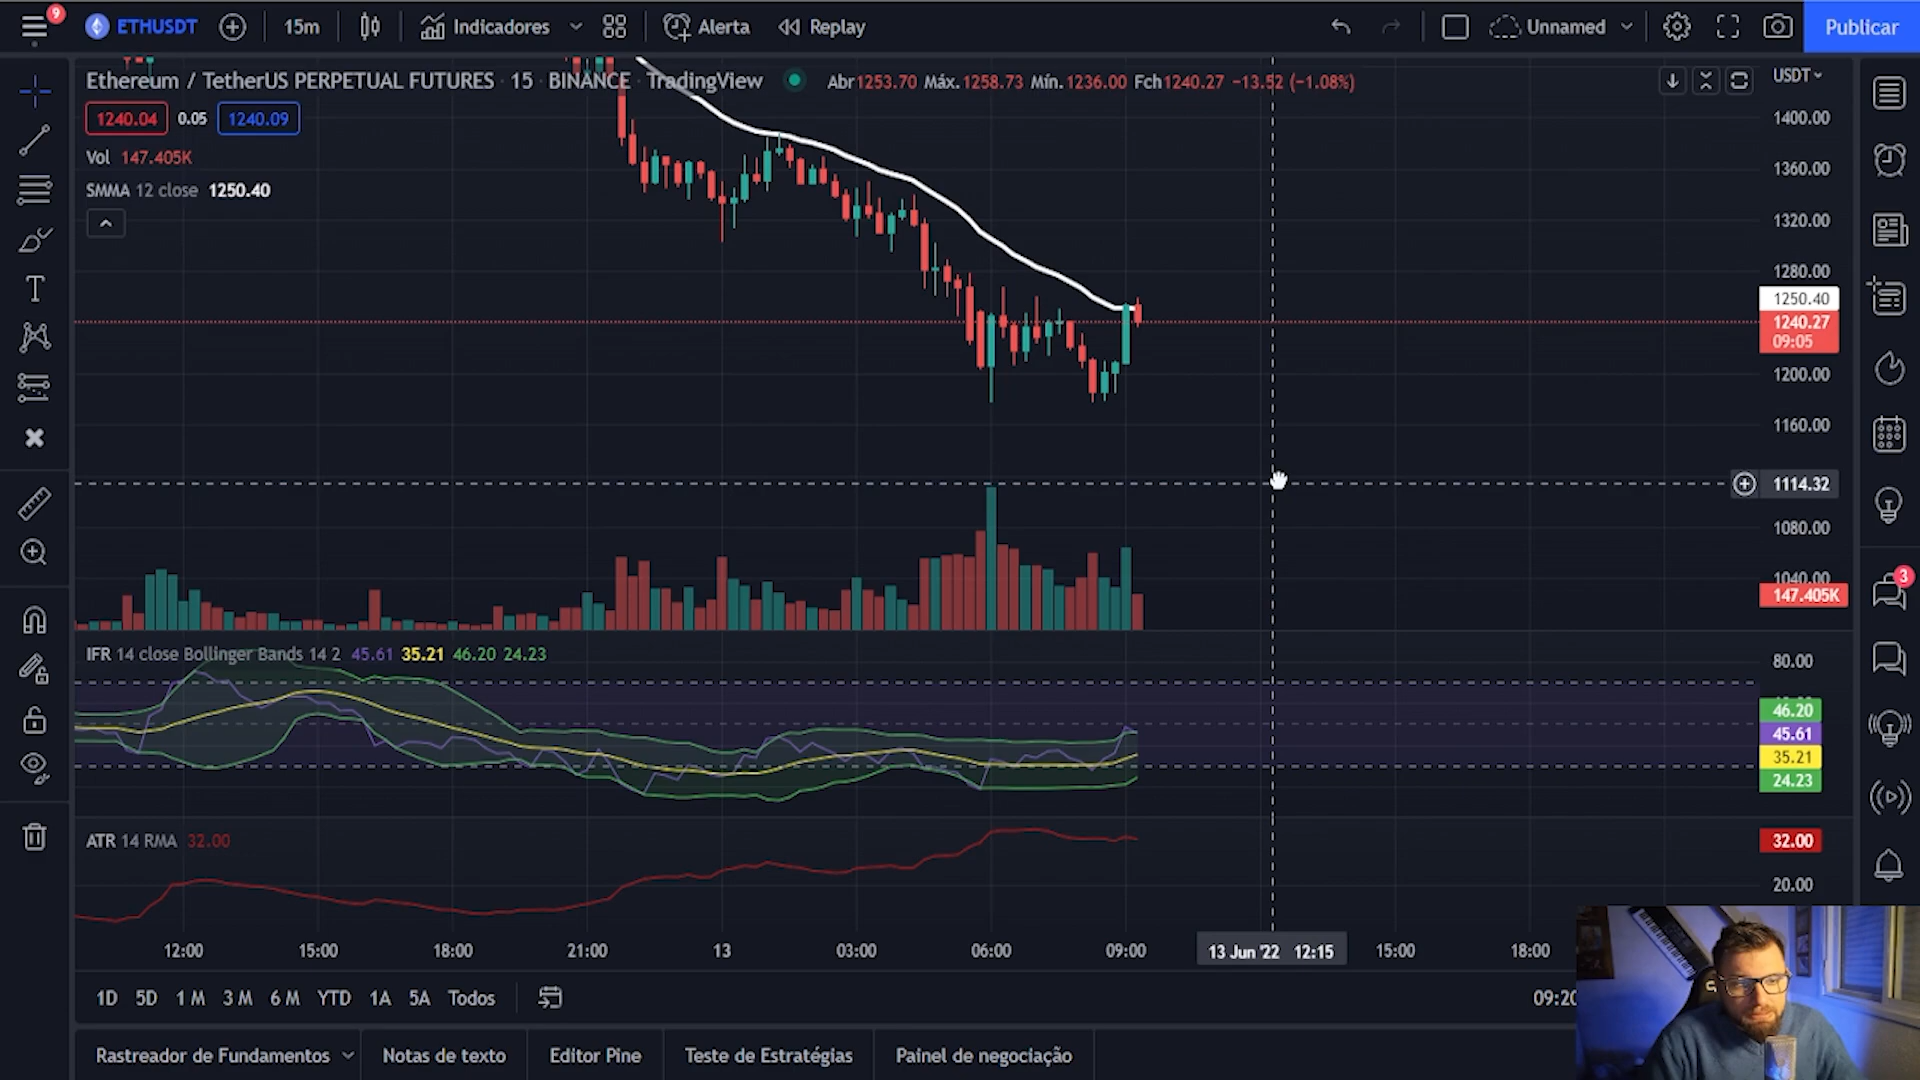 9
ETHUSDT
15m
Indicadores
Alerta
Replay
Unnamed
Publicar
Ethereum / TetherUS PERPETUAL FUTURES · 15 · BINANCE · TradingView
Abr1253.70 Máx.1258.73 Mín.1236.00 Fch1240.27 −13.52 (−1.08%)
USDT
1240.04 0.05 1240.09
Vol 147.405K
SMMA 12 close 1250.40
1400.00
1360.00
1320.00
1280.00
1250.40
1240.27
09:05
1200.00
1160.00
1114.32
1080.00
1040.00
147.405K
3
IFR 14 close Bollinger Bands 14 2 45.61 35.21 46.20 24.23
80.00
46.20
45.61
35.21
24.23
ATR 14 RMA 32.00
32.00
20.00
12:00 15:00 18:00 21:00 13 03:00 06:00 09:00 13 Jun '22 12:15 15:00 18:00
1D 5D 1 M 3 M 6 M YTD 1A 5A Todos
09:20
Rastreador de Fundamentos
Notas de texto
Editor Pine
Teste de Estratégias
Painel de negociação